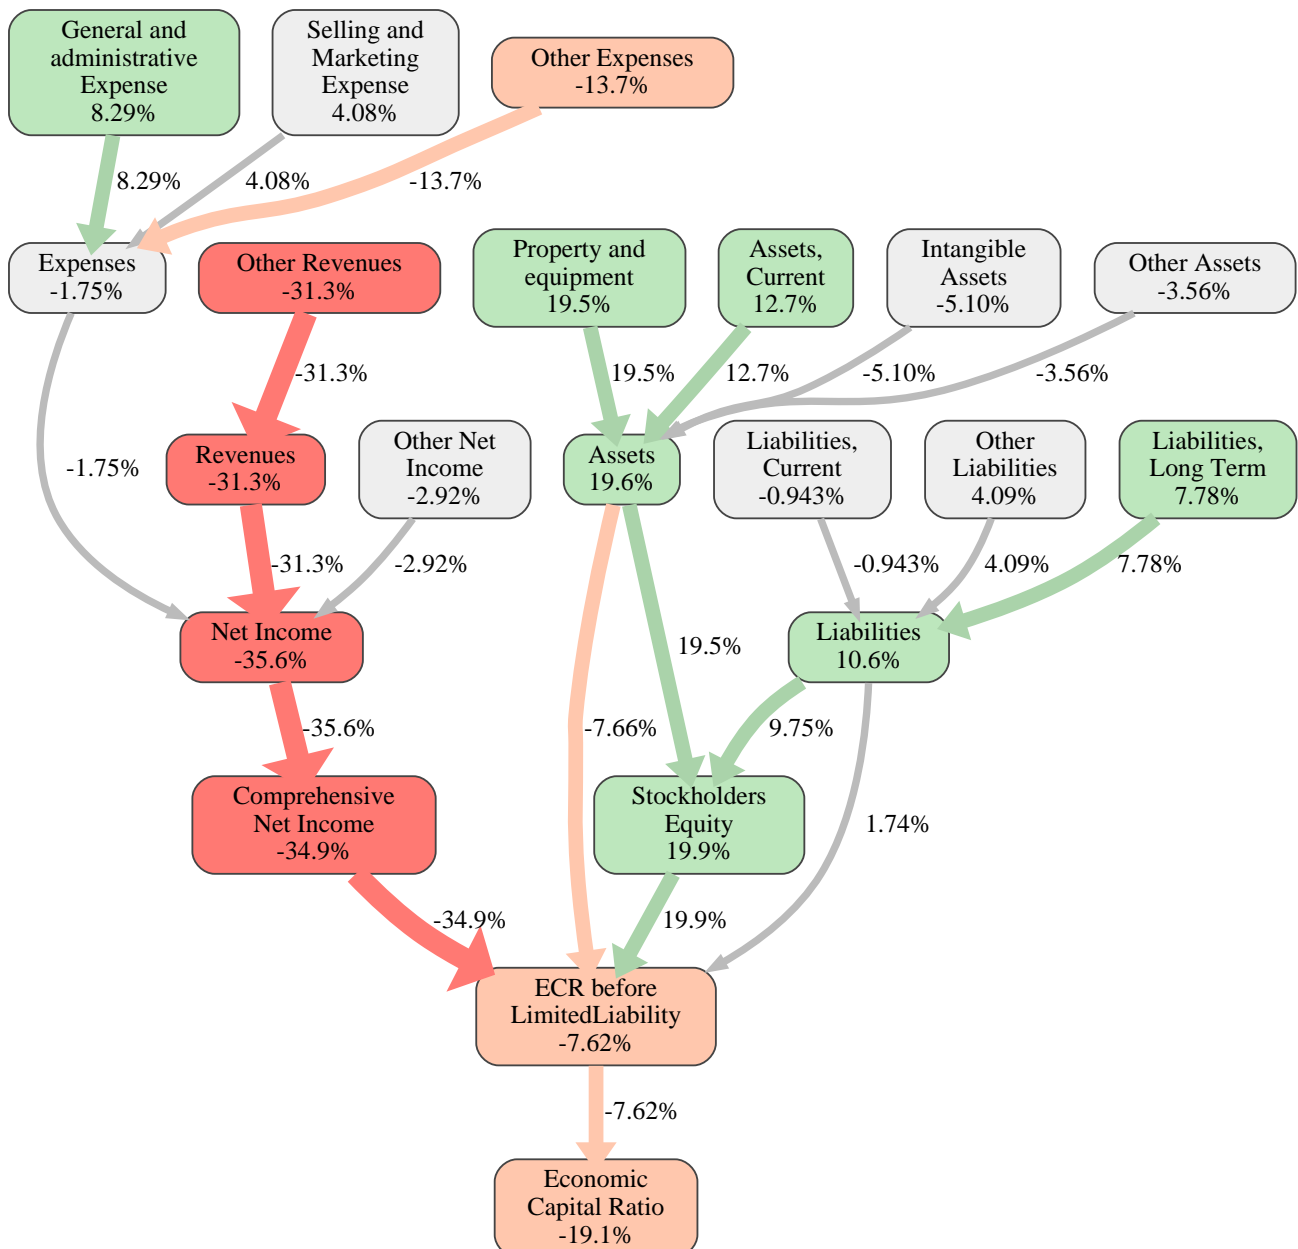 General and
administrative
Expense
8.29%
Selling and
Marketing
Expense
4.08%
Other Expenses
-13.7%
8.29%
4.08%
-13.7%
Expenses
-1.75%
Other Revenues
-31.3%
Property and
equipment
19.5%
Assets,
Current
12.7%
Intangible
Assets
-5.10%
Other Assets
-3.56%
-31.3%
19.5%
12.7%
-5.10%
-3.56%
Revenues
-31.3%
Other Net
Income
-2.92%
Assets
19.6%
Liabilities,
Current
-0.943%
Other
Liabilities
4.09%
Liabilities,
Long Term
7.78%
-1.75%
-31.3%
-2.92%
-0.943%
4.09%
7.78%
Net Income
-35.6%
Liabilities
10.6%
19.5%
-35.6%
-7.66%
9.75%
Comprehensive
Net Income
-34.9%
Stockholders
Equity
19.9%
1.74%
-34.9%
19.9%
ECR before
LimitedLiability
-7.62%
-7.62%
Economic
Capital Ratio
-19.1%